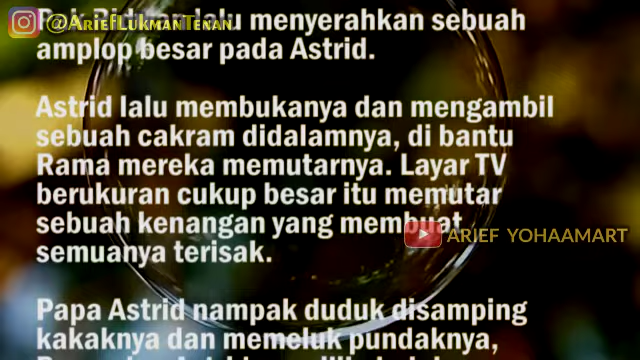 @AriefLukmanTenan
lalu menyerahkan sebuah
amplop besar pada Astrid.
Astrid lalu membukanya dan mengambil
sebuah cakram didalamnya, di bantu
Rama mereka memutarnya. Layar TV
berukuran cukup besar itu memutar
sebuah kenangan yang membuat
semuanya terisak.
ARIEF YOHAAMART
Papa Astrid nampak duduk disamping
kakaknya dan memeluk pundaknya,